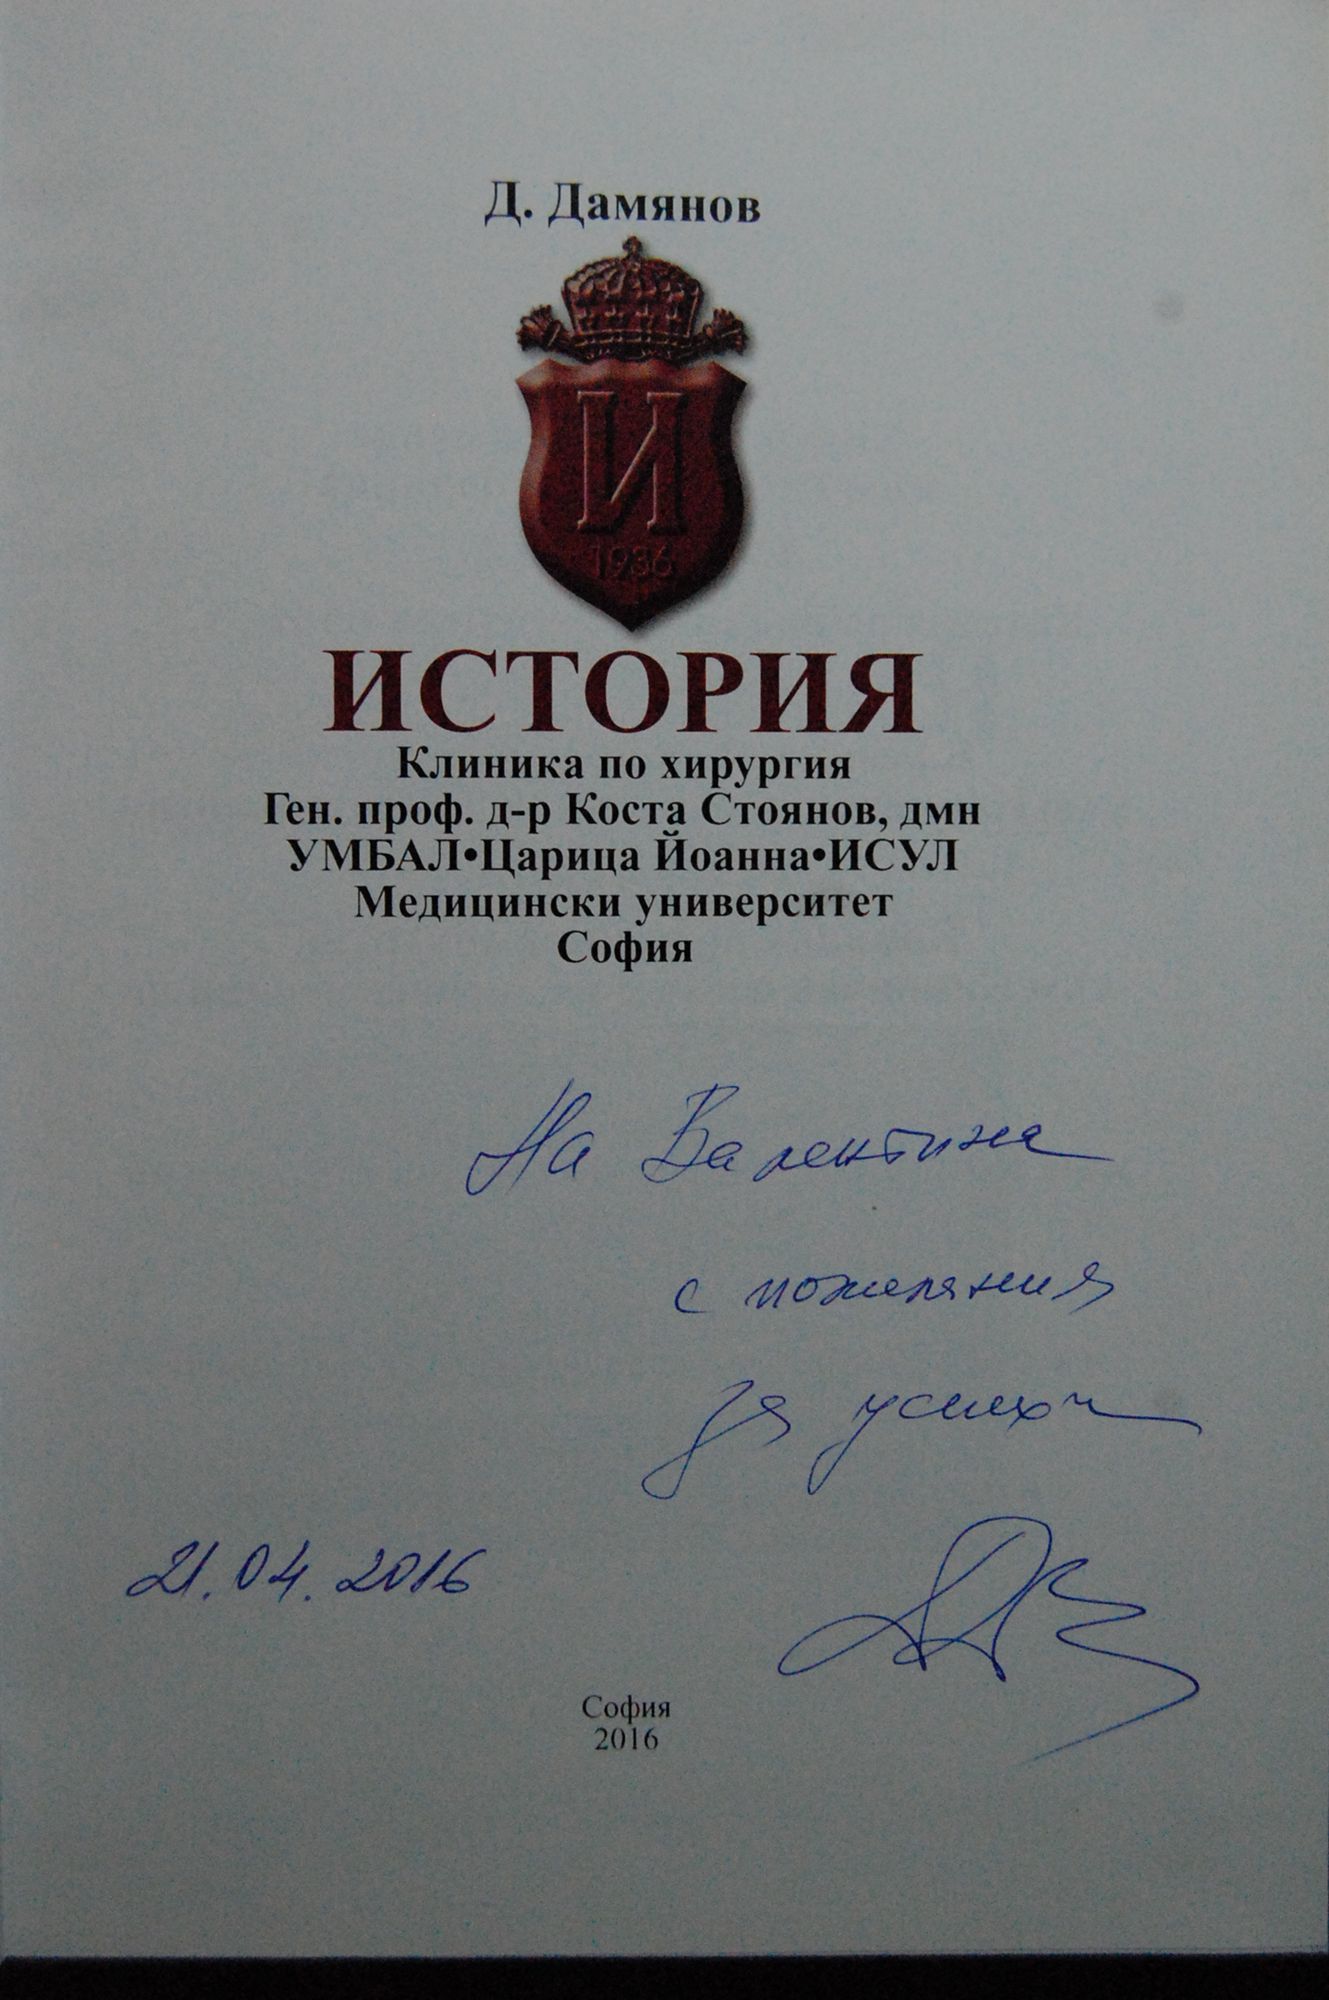 Д. Дамянов
И
1936
ИСТОРИЯ
Клиника по хирургия
Ген. проф. д-р Коста Стоянов, дмн
УМБАЛ•Царица Йоанна•ИСУЛ
Медицински университет
София
На Валентина
с пожелания
за успехи
21.04.2016
София
2016